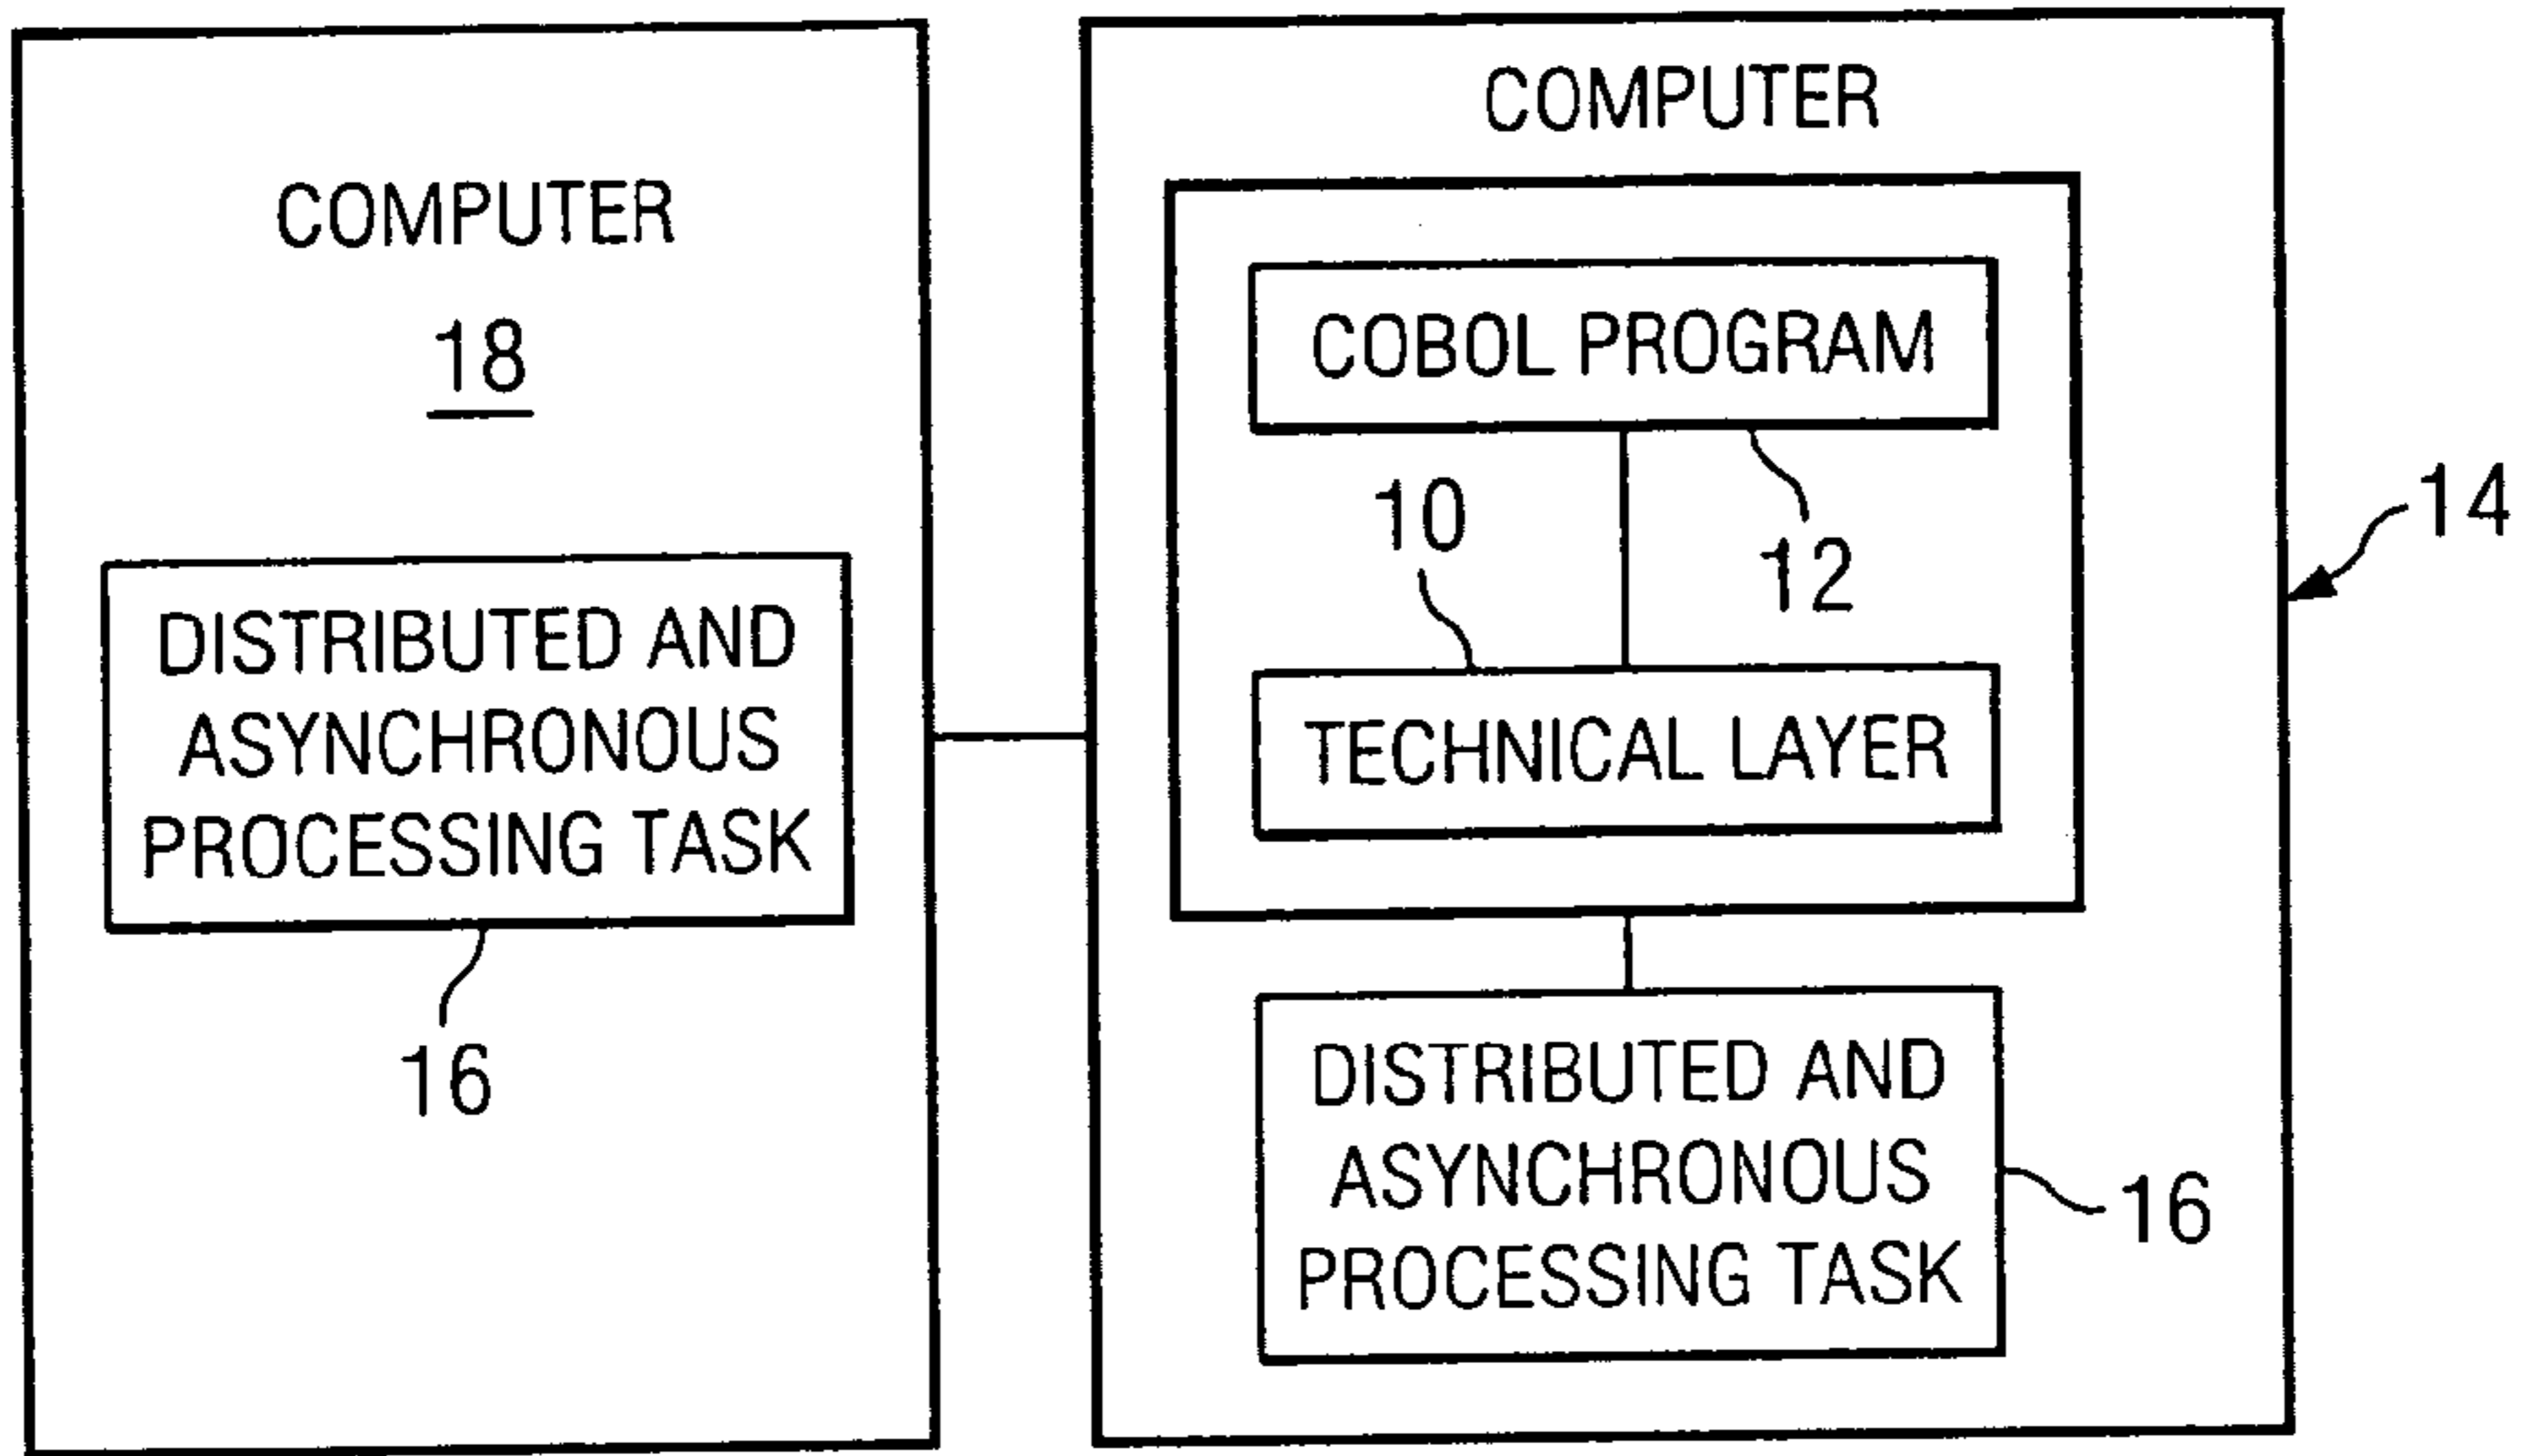 COMPUTER
18
DISTRIBUTED AND
ASYNCHRONOUS
PROCESSING TASK
16
COMPUTER
COBOL PROGRAM
12
10
TECHNICAL LAYER
DISTRIBUTED AND
ASYNCHRONOUS
PROCESSING TASK
16
14